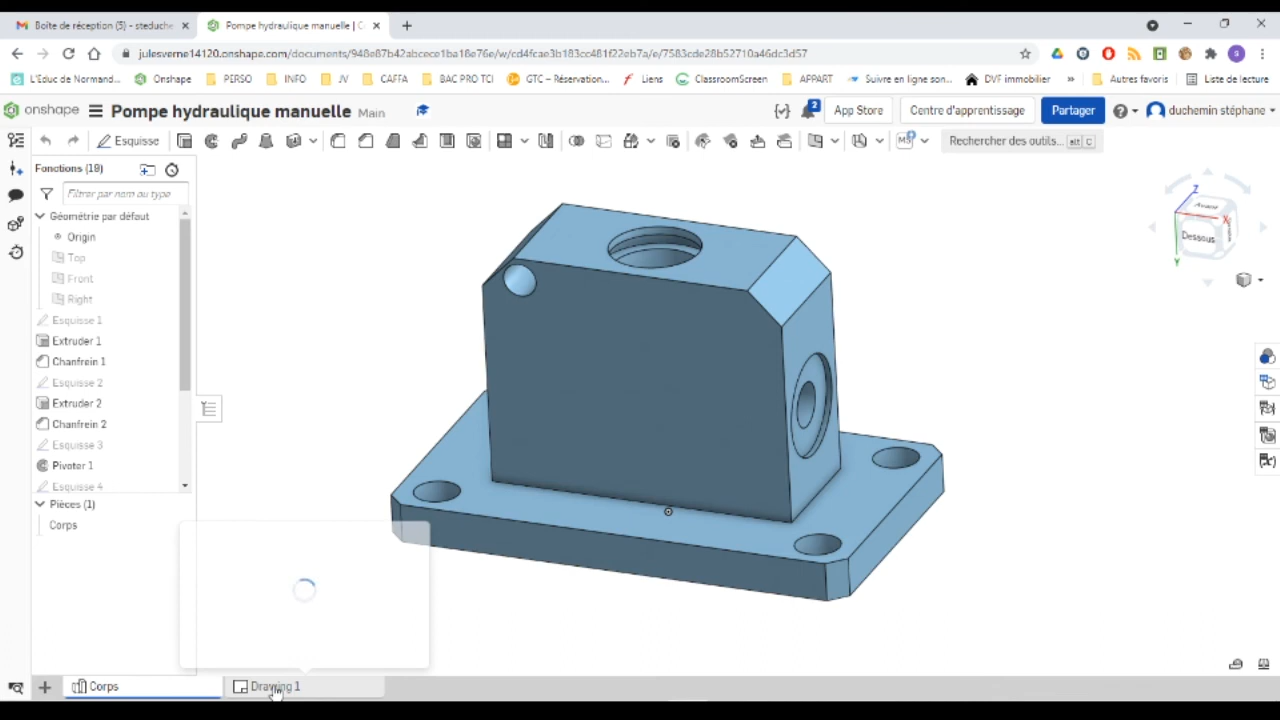 Boîte de réception (5) - steduche
Pompe hydraulique manuelle | C
julesverne14120.onshape.com/documents/948e87b42abcece1ba18e76e/w/cd4fcae3b183cc481f22eb7a/e/7583cde28b52710a46dc3d57
S
L'Éduc de Normand...
Onshape
PERSO
INFO
JV
CAFFA
BAC PRO TCI
GTC – Réservation...
Liens
ClassroomScreen
APPART
Suivre en ligne son...
DVF immobilier
»
Autres favoris
Liste de lecture
onshape
Pompe hydraulique manuelle
Main
2
App Store
Centre d'apprentissage
Partager
duchemin stéphane
Esquisse
Rechercher des outils...
alt C
Fonctions (19)
Filtrer par nom ou type
Géométrie par défaut
Origin
Top
Front
Right
Esquisse 1
Extruder 1
Chanfrein 1
Esquisse 2
Extruder 2
Chanfrein 2
Esquisse 3
Pivoter 1
Esquisse 4
Pièces (1)
Corps
Z
Avant
X
Dessous
Y
Corps
Drawing 1